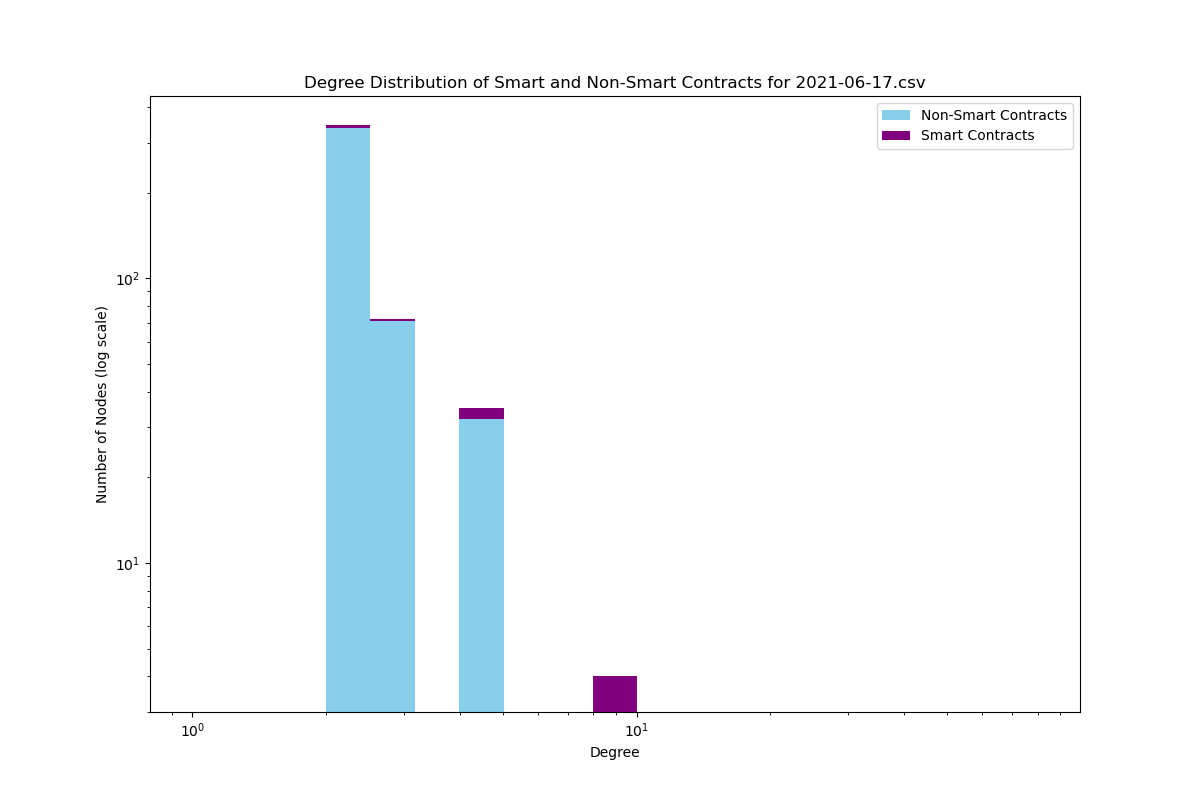 Degree Distribution of Smart and Non-Smart Contracts for 2021-06-17.csv
Non-Smart Contracts
Smart Contracts
Number of Nodes (log scale)
10²
10¹
10⁰
10¹
Degree